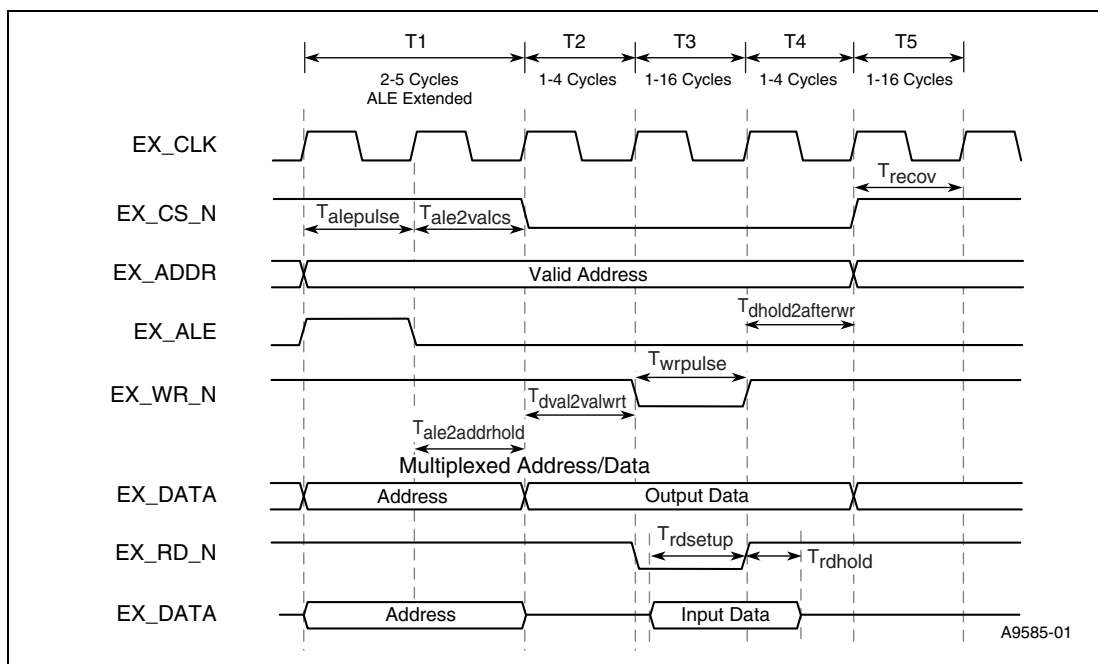 T1 T2 T3 T4 T5
2-5 Cycles 1-4 Cycles 1-16 Cycles 1-4 Cycles 1-16 Cycles
ALE Extended
EX_CLK
Trecov
EX_CS_N
Talepulse Tale2valcs
EX_ADDR
Valid Address
Tdhold2afterwr
EX_ALE
Twrpulse
EX_WR_N
Tdval2valwrt
Tale2addrhold
Multiplexed Address/Data
EX_DATA
Address Output Data
EX_RD_N
Trdsetup
Trdhold
EX_DATA
Address Input Data
A9585-01